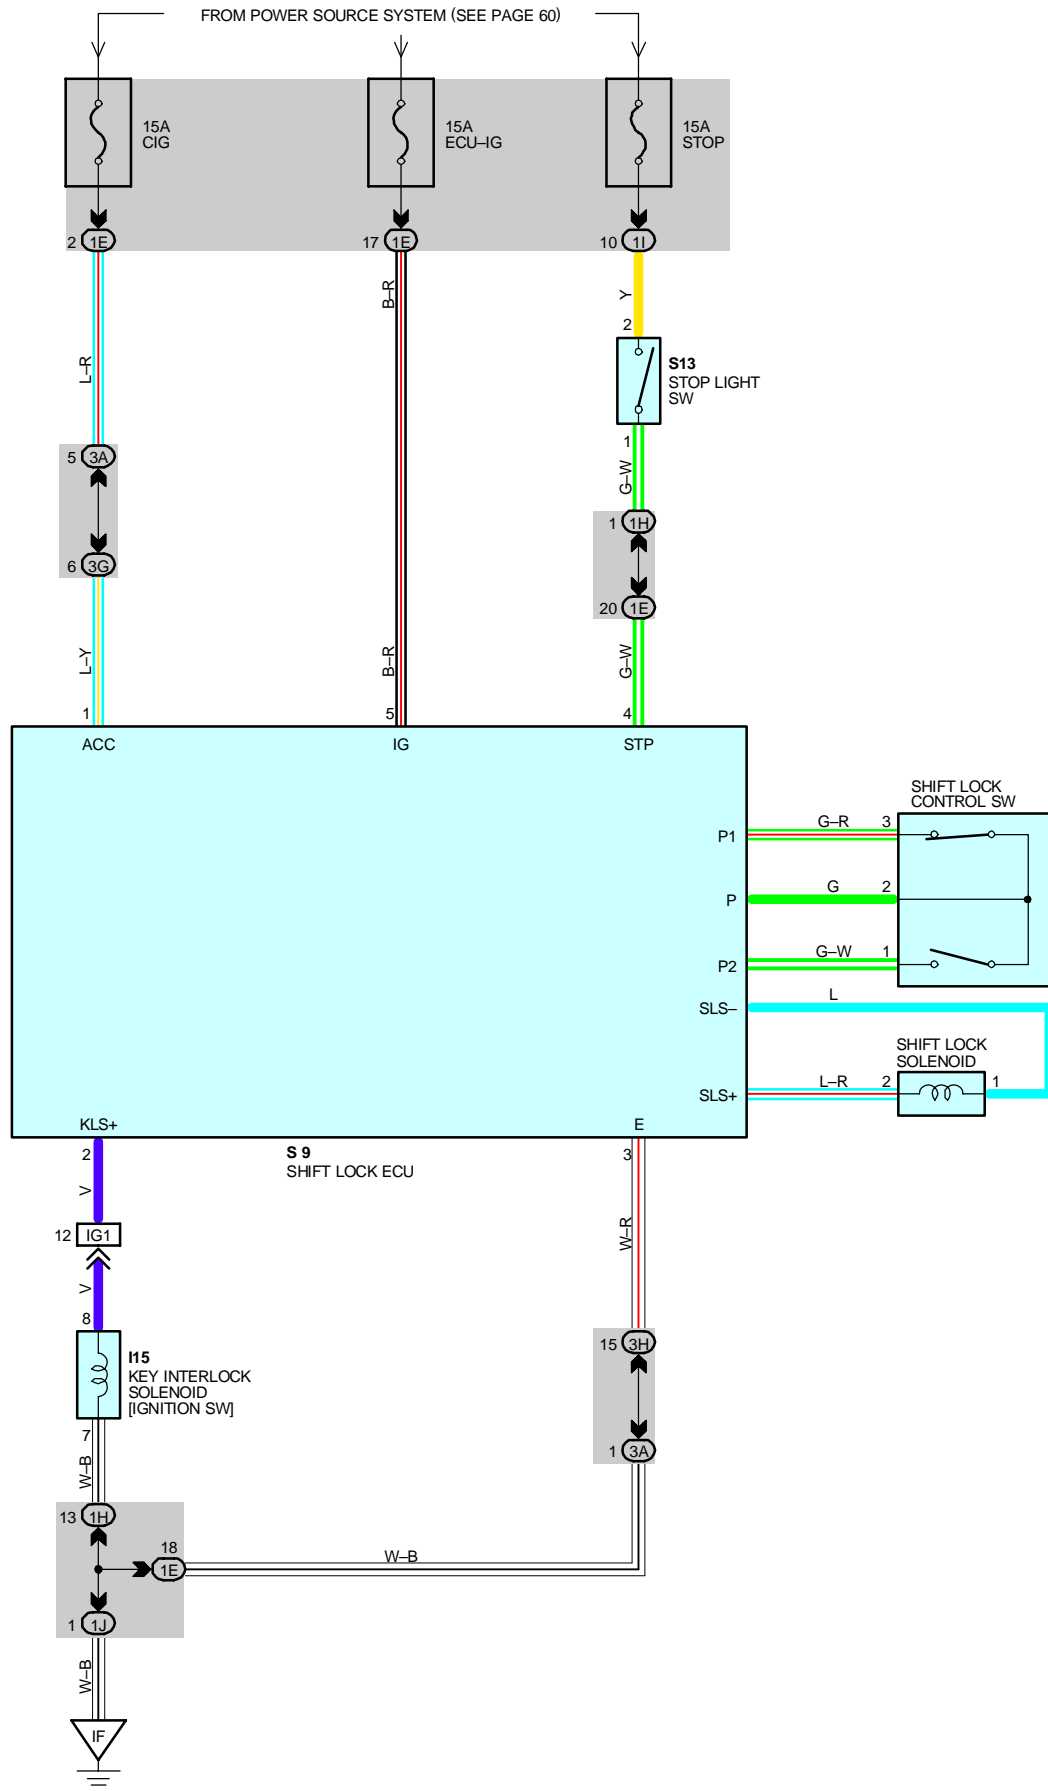 FROM POWER SOURCE SYSTEM (SEE PAGE 60)
15A
CIG
15A
ECU–IG
15A
STOP
2 1E
17 1E
10 1I
B–R
Y
2
L–R
S13
STOP LIGHT
SW
1
G–W
5 3A
1 1H
6 3G
20 1E
L–Y
B–R
G–W
1
5
4
ACC
IG
STP
SHIFT LOCK
CONTROL SW
P1
G–R
3
P
G
2
P2
G–W
1
SLS–
L
SHIFT LOCK
SOLENOID
SLS+
L–R
2
1
KLS+
E
2
S 9
SHIFT LOCK ECU
3
V
12 IG1
W–R
V
8
I15
KEY INTERLOCK
SOLENOID
[IGNITION SW]
15 3H
7
W–B
1 3A
13 1H
18
1E
W–B
1 1J
W–B
IF